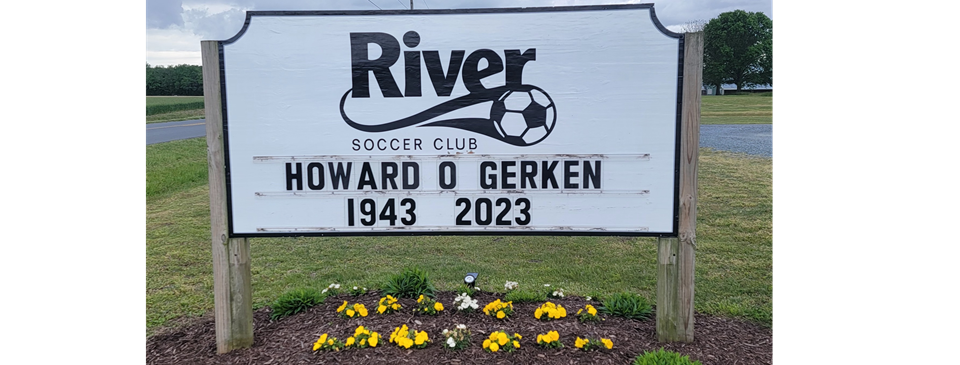 River
SOCCER CLUB
HOWARD O GERKEN
1943 2023